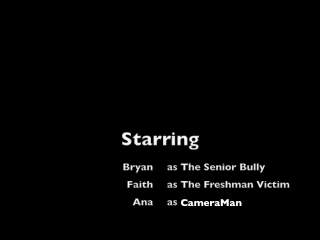 Starring
Bryan as The Senior Bully
Faith as The Freshman Victim
Ana as CameraMan